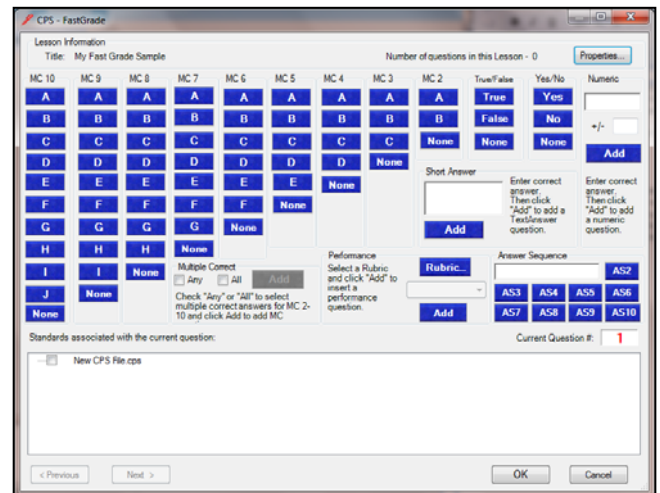 CPS - FastGrade
Lesson Information
Title: My Fast Grade Sample Number of questions in this Lesson - 0 Properties...
MC 10 MC 9 MC 8 MC 7 MC 6 MC 5 MC 4 MC 3 MC 2 True/False Yes/No Numeric
A A A A A A A A A True Yes
B B B B B B B B B False No +/-
C C C C C C C C None None None Add
D D D D D D D None
E E E E E E None
F F F F F None
G G G G None
H H H None
I I None
J None
None
Short Answer
Add
Enter correct
answer.
Then click
"Add" to add a
TextAnswer
question.
Enter correct
answer.
Then click
"Add" to add
a numeric
question.
Multiple Correct
Any All Add
Check "Any" or "All" to select
multiple correct answers for MC 2-
10 and click Add to add MC
Performance
Select a Rubric
and click "Add" to
insert a
performance
question.
Rubric...
Add
Answer Sequence
AS2
AS3 AS4 AS5 AS6
AS7 AS8 AS9 AS10
Standards associated with the current question: Current Question #: 1
New CPS File.cps
< Previous Next > OK Cancel